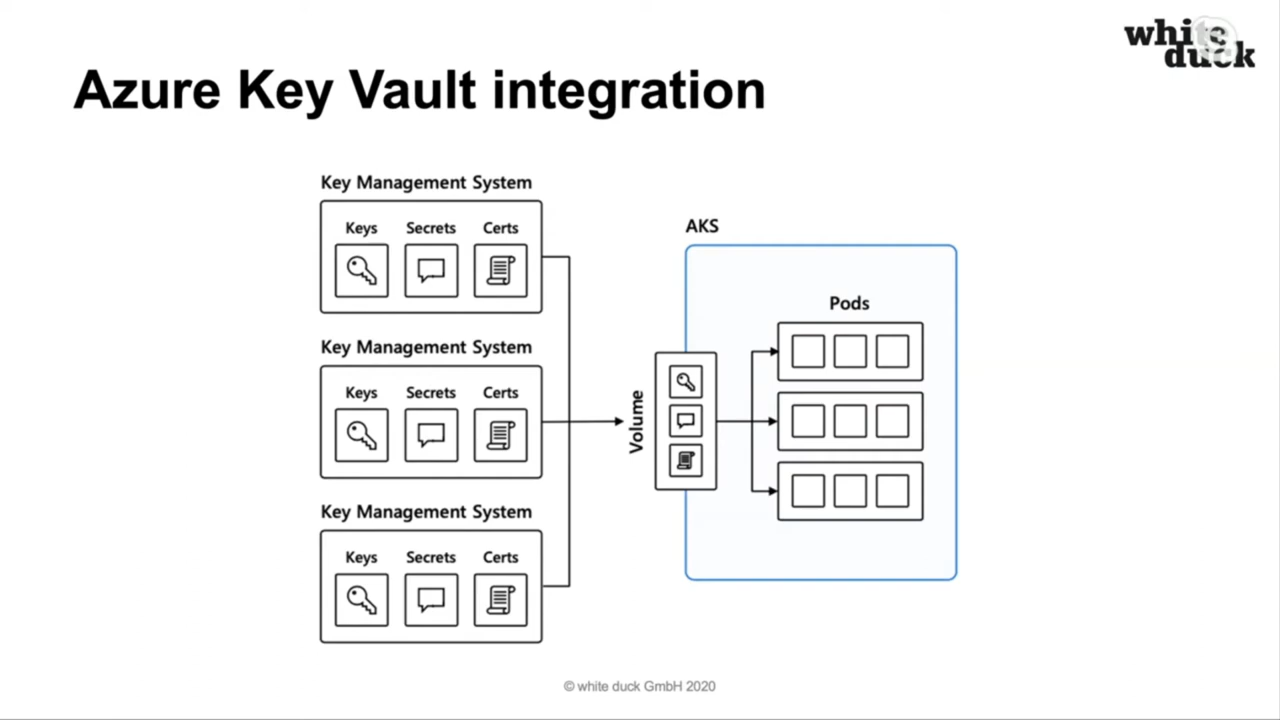 white
duck
Azure Key Vault integration
Key Management System
Keys Secrets Certs
Key Management System
Keys Secrets Certs
Key Management System
Keys Secrets Certs
Volume
AKS
Pods
© white duck GmbH 2020